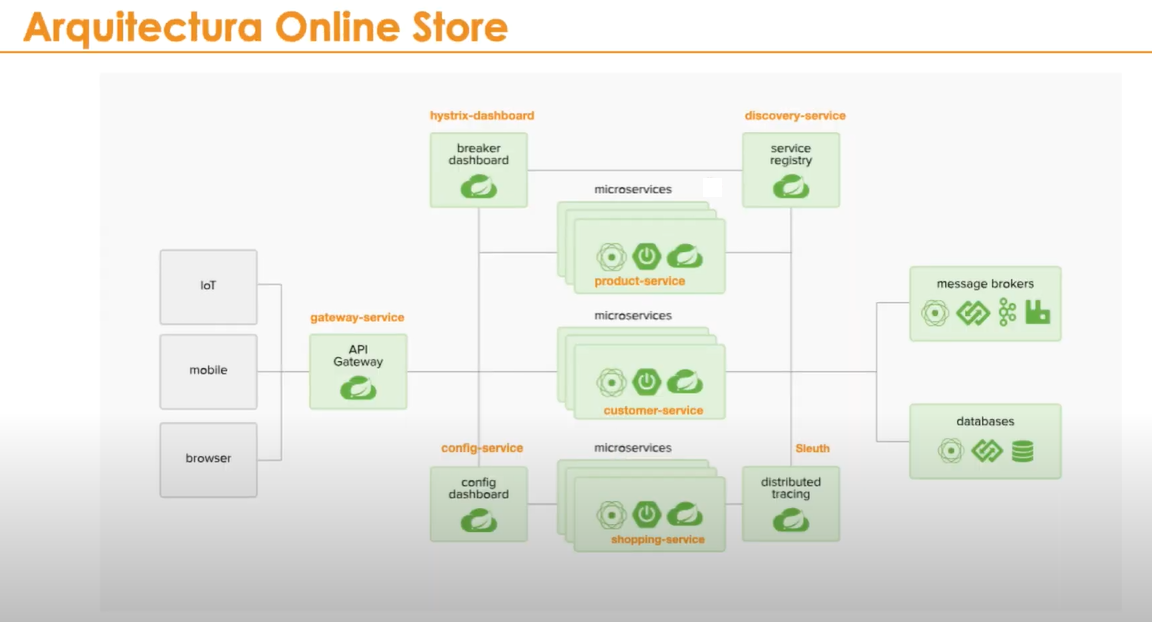 Arquitectura Online Store
hystrix-dashboard
discovery-service
breaker
dashboard
service
registry
microservices
product-service
IoT
message brokers
microservices
gateway-service
API
Gateway
mobile
customer-service
databases
config-service
microservices
Sleuth
browser
config
dashboard
distributed
tracing
shopping-service